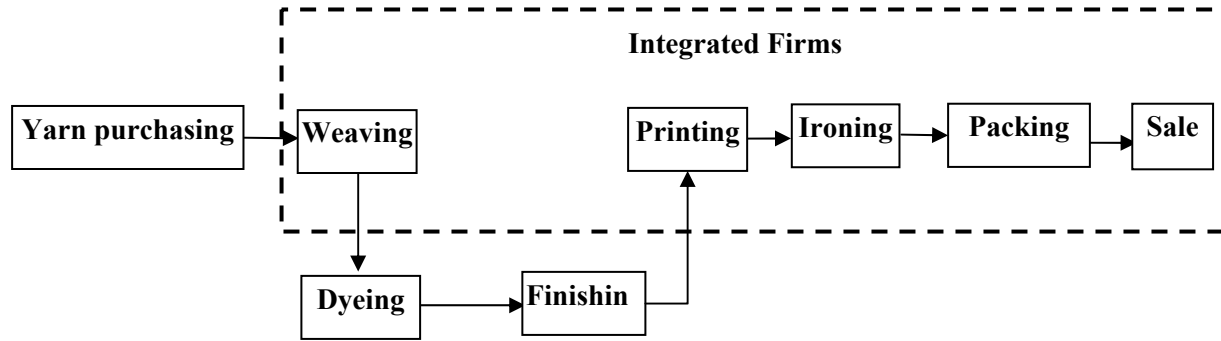 Integrated Firms
Yarn purchasing
Weaving
Printing
Ironing
Packing
Sale
Dyeing
Finishin